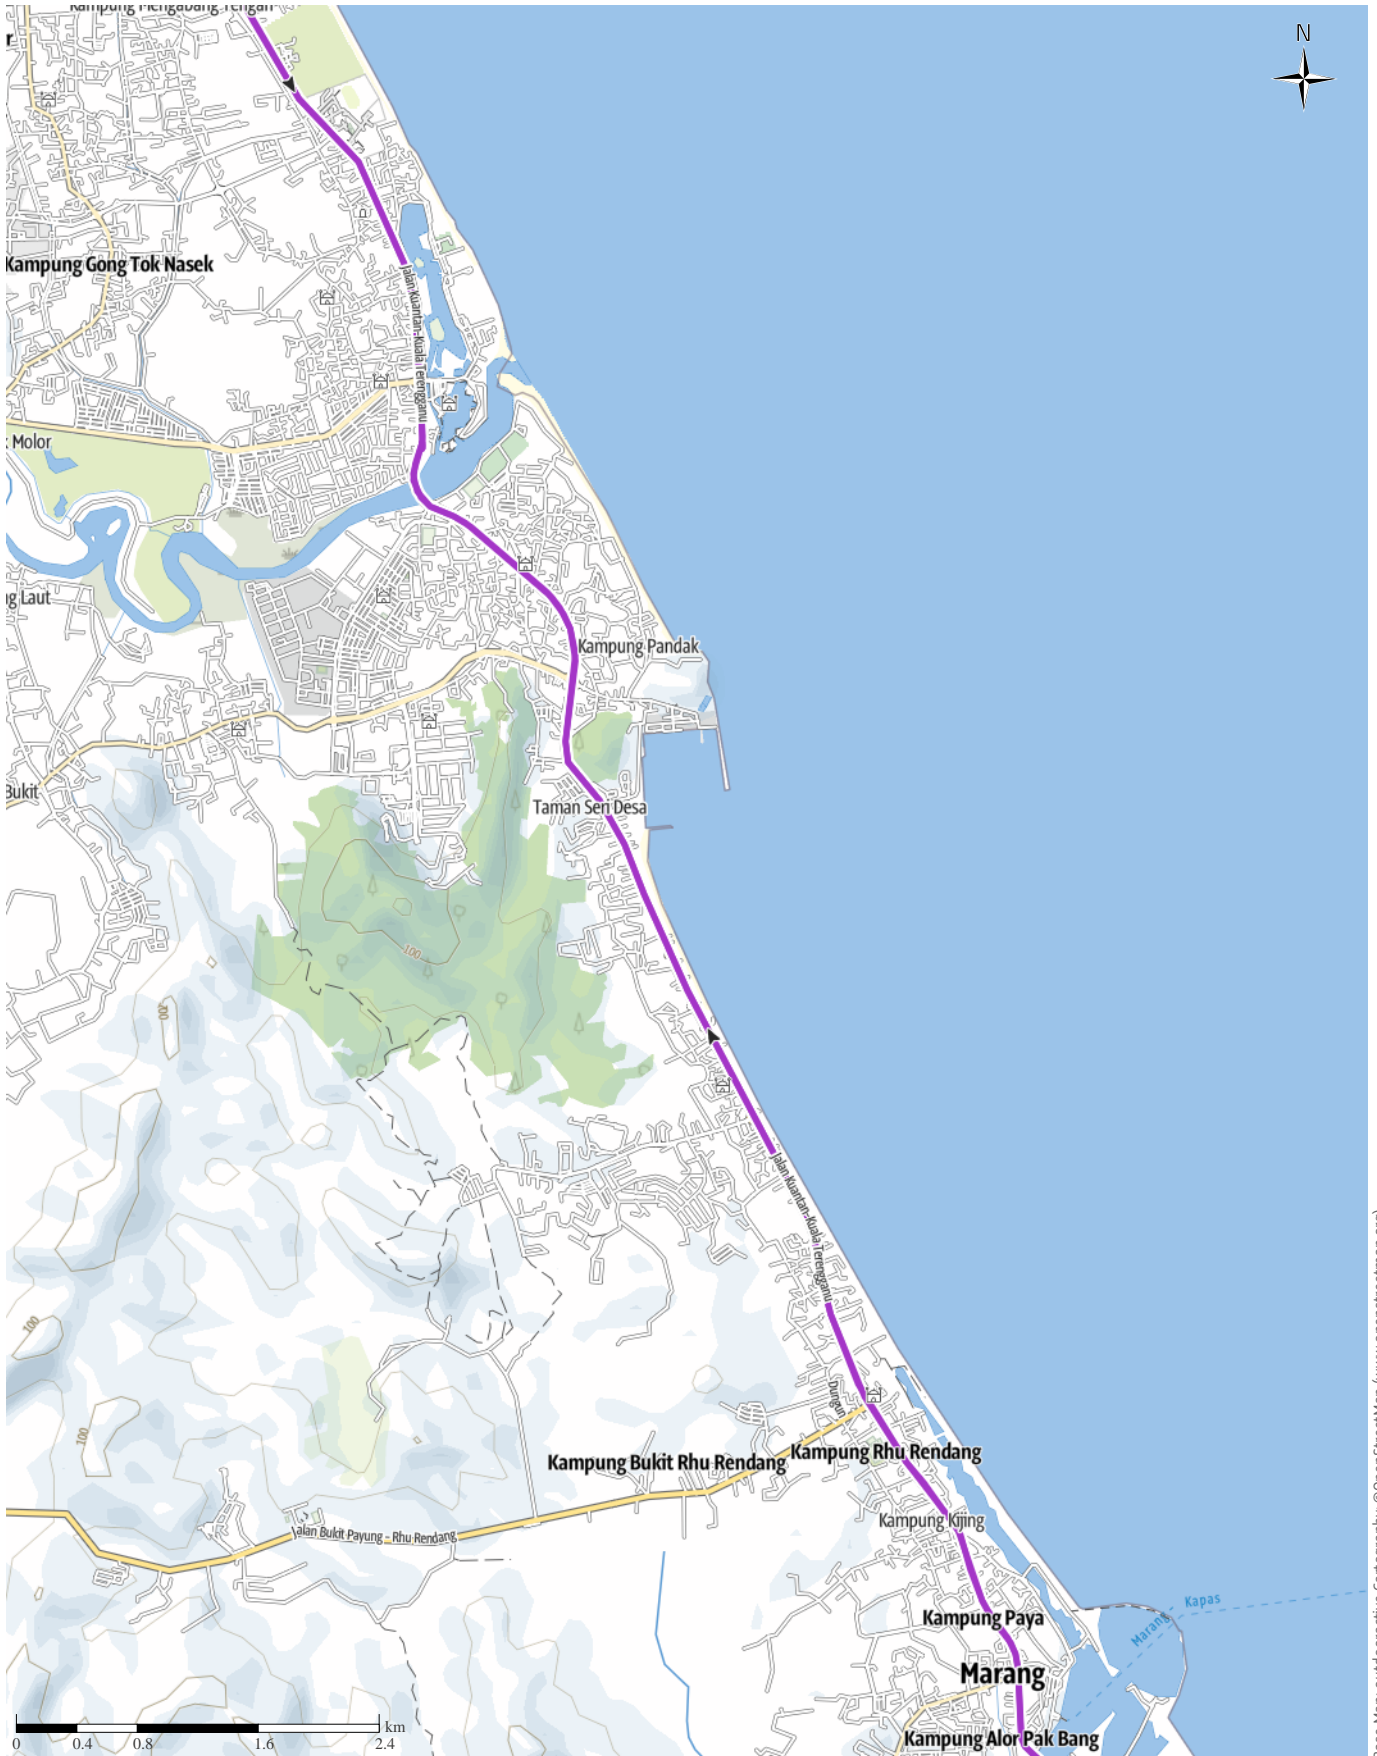 Kampung Mengabang Tengah
N
Kampung Gong Tok Nasek
Jalan Kuantan-Kuala Terengganu
Molor
Laut
Kampung Pandak
Bukit
Taman Seri Desa
100
100
Jalan Kuantan-Kuala Terengganu
100
100
Dungun
Kampung Rhu Rendang
Kampung Bukit Rhu Rendang
Kampung Kijing
Jalan Bukit Payung - Rhu Rendang
Kapas
Marang
Kampung Paya
Marang
Kampung Alor Pak Bang
km
0 0.4 0.8 1.6 2.4